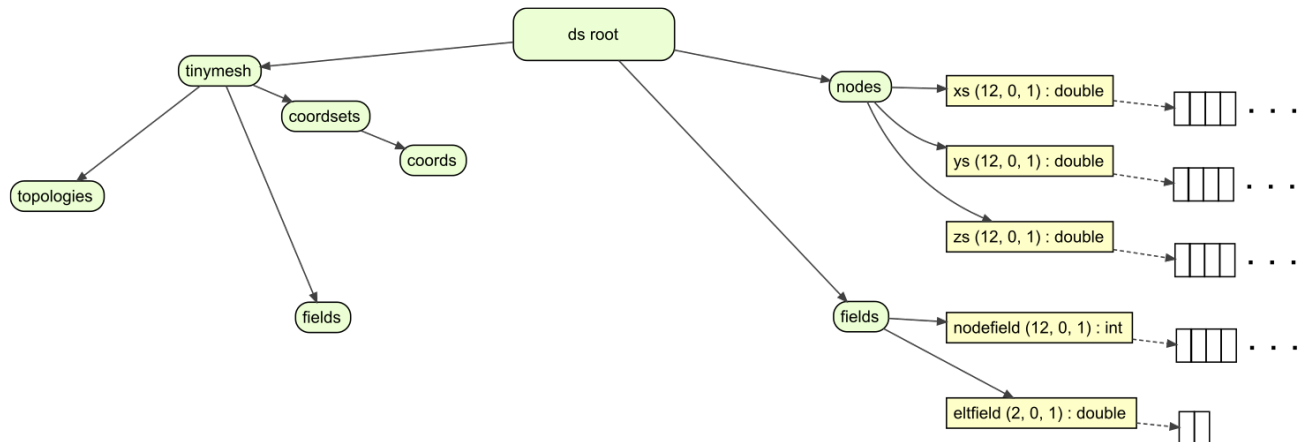 ds root
tinymesh
coordsets
coords
topologies
fields
nodes
xs (12, 0, 1) : double
ys (12, 0, 1) : double
zs (12, 0, 1) : double
fields
nodefield (12, 0, 1) : int
eltfield (2, 0, 1) : double